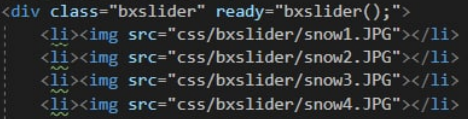 <div class="bxslider" ready="bxslider();">
<li><img src="css/bxslider/snow1.JPG"></li>
<li><img src="css/bxslider/snow2.JPG"></li>
<li><img src="css/bxslider/snow3.JPG"></li>
<li><img src="css/bxslider/snow4.JPG"></li>